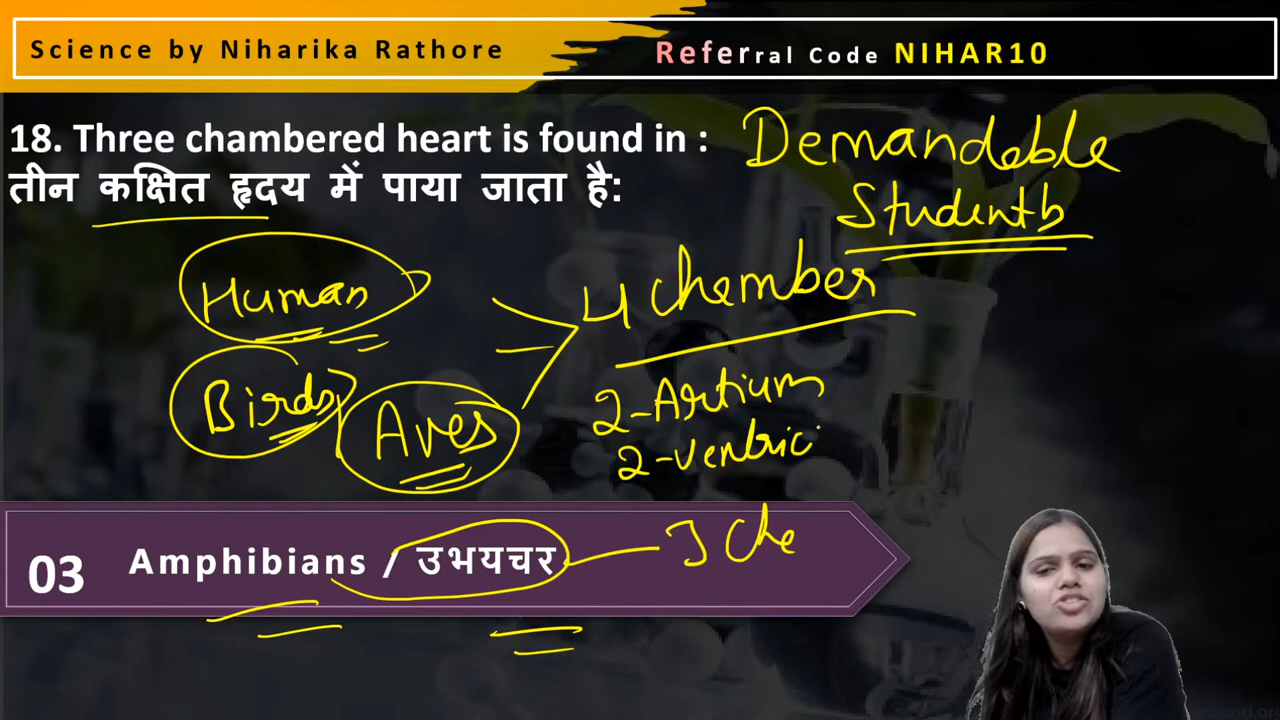 Science by Niharika Rathore
Referral Code NIHAR10
18. Three chambered heart is found in :
तीन कक्षित हृदय में पाया जाता है:
Demandable
Students
Human
4 Chember
Birds
Aves
2-Artium
2-ventric
03 Amphibians / उभयचर
3 Che